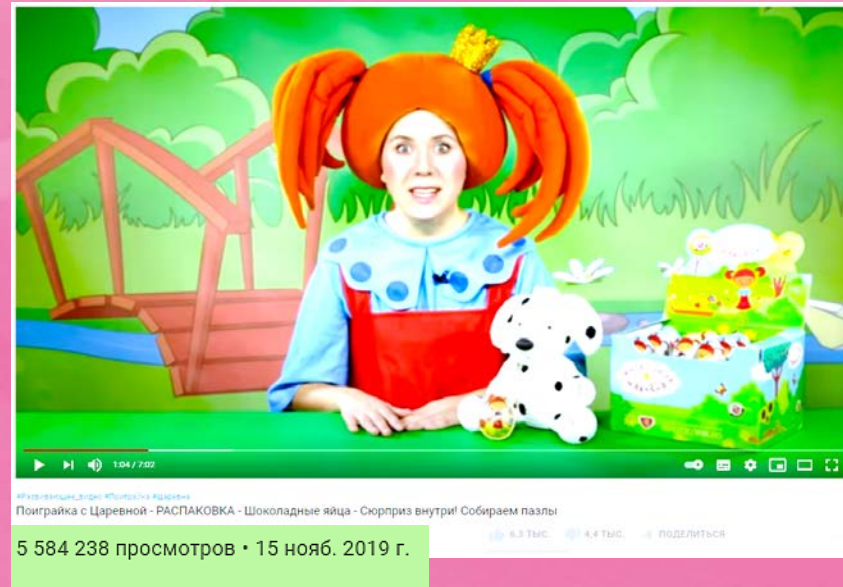 1:04 / 7:02
#Развивающее_видео #Поиграйка #Царевна
Поиграйка с Царевной - РАСПАКОВКА - Шоколадные яйца - Сюрприз внутри! Собираем пазлы
6,3 ТЫС. 4,4 ТЫС. ПОДЕЛИТЬСЯ
5 584 238 просмотров • 15 нояб. 2019 г.